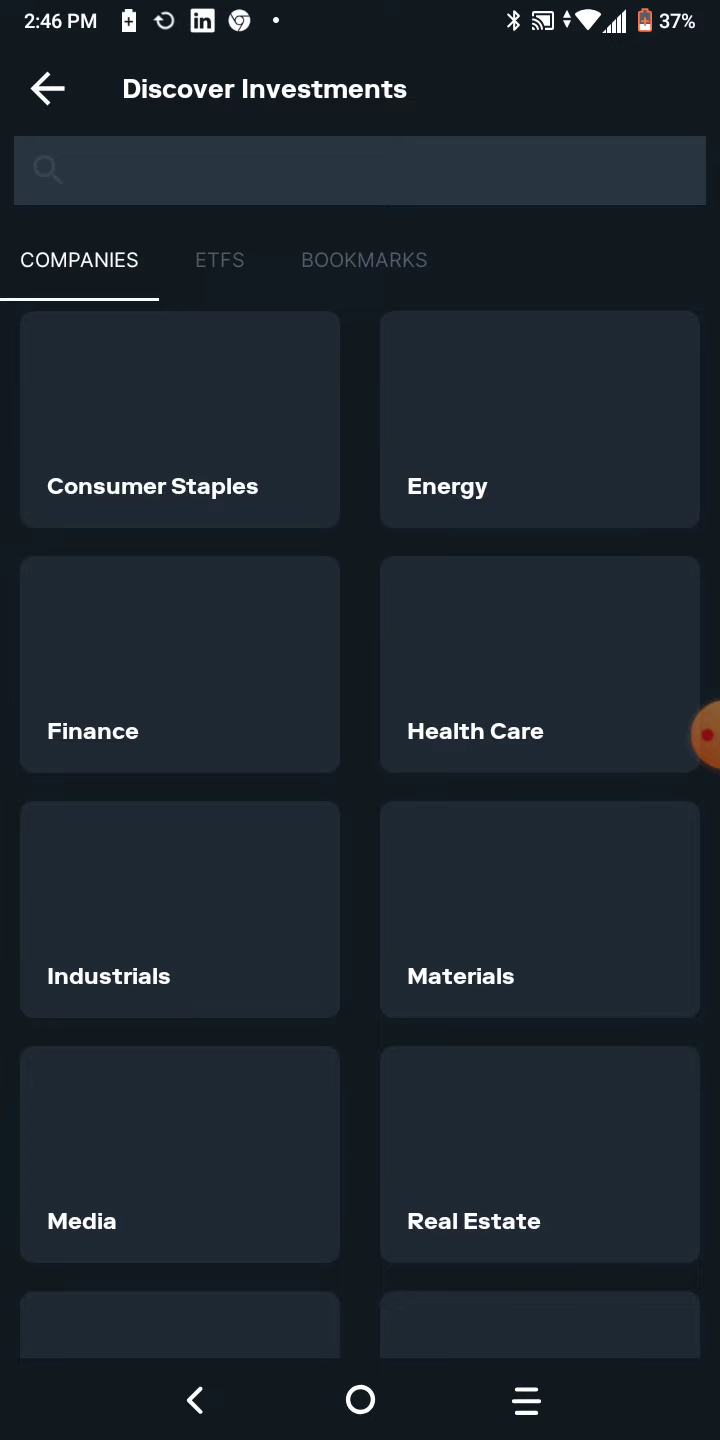 2:46 PM in 37%
Discover Investments
COMPANIES ETFS BOOKMARKS
Consumer Staples Energy
Finance Health Care
Industrials Materials
Media Real Estate